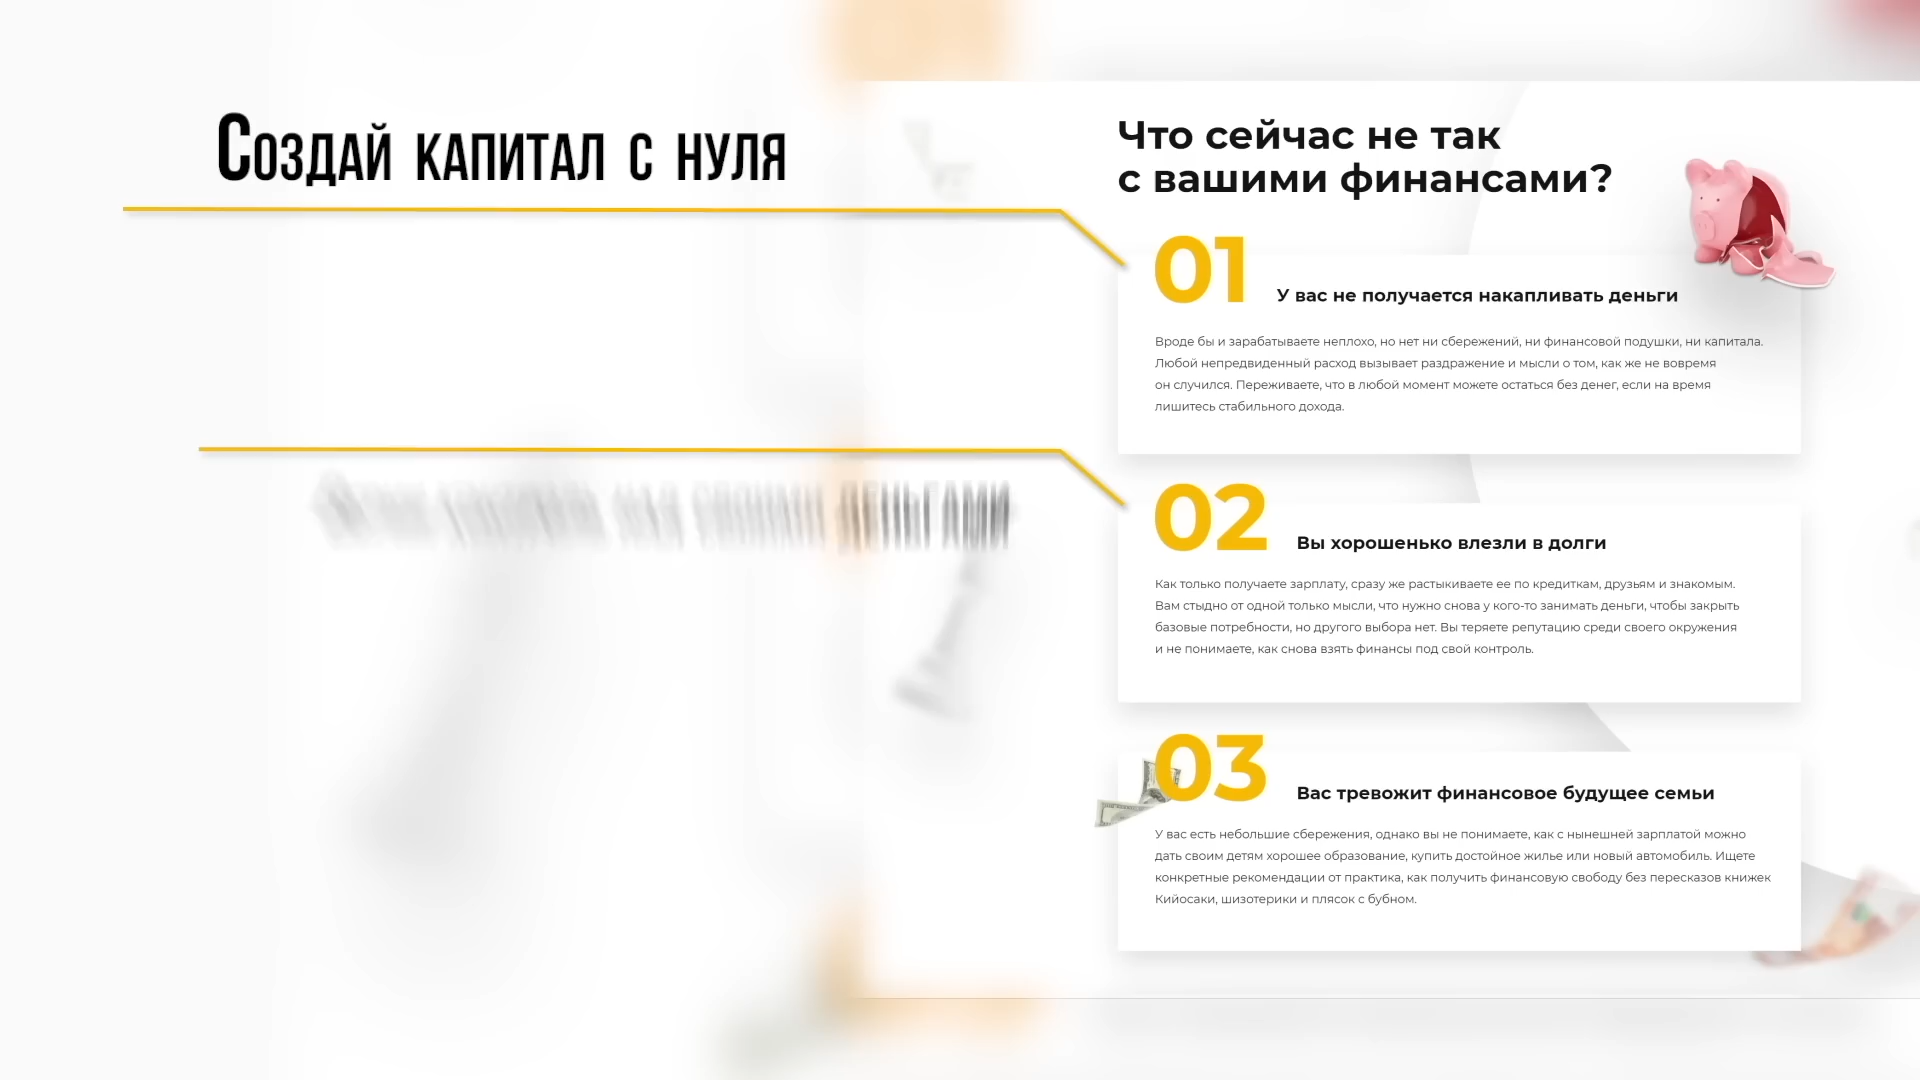 Создай капитал с нуля
ДЕНЬГАМИ
Что сейчас не так
с вашими финансами?
01
У вас не получается накапливать деньги
Вроде бы и зарабатываете неплохо, но нет ни сбережений, ни финансовой подушки, ни капитала.
Любой непредвиденный расход вызывает раздражение и мысли о том, как же не вовремя
он случился. Переживаете, что в любой момент можете остаться без денег, если на время
лишитесь стабильного дохода.
02
Вы хорошенько влезли в долги
Как только получаете зарплату, сразу же растыкиваете ее по кредиткам, друзьям и знакомым.
Вам стыдно от одной только мысли, что нужно снова у кого-то занимать деньги, чтобы закрыть
базовые потребности, но другого выбора нет. Вы теряете репутацию среди своего окружения
и не понимаете, как снова взять финансы под свой контроль.
03
Вас тревожит финансовое будущее семьи
У вас есть небольшие сбережения, однако вы не понимаете, как с нынешней зарплатой можно
дать своим детям хорошее образование, купить достойное жилье или новый автомобиль. Ищете
конкретные рекомендации от практика, как получить финансовую свободу без пересказов книжек
Кийосаки, шизотерики и плясок с бубном.